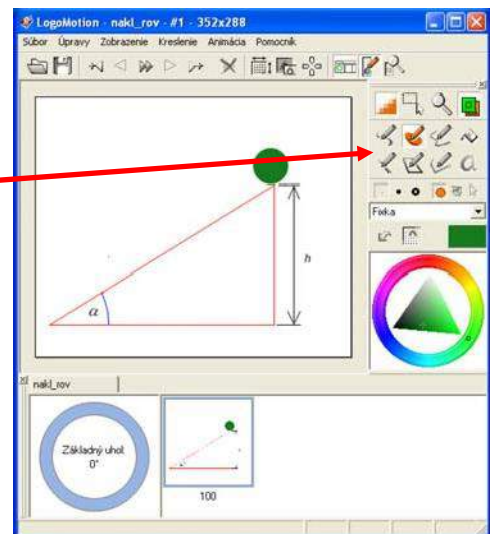 LogoMotion - nakl_rov - #1 - 352x288
Súbor Úpravy Zobrazenie Kreslenie Animácia Pomocník
Fixka
h
α
nakl_rov
Základný uhol
0°
100